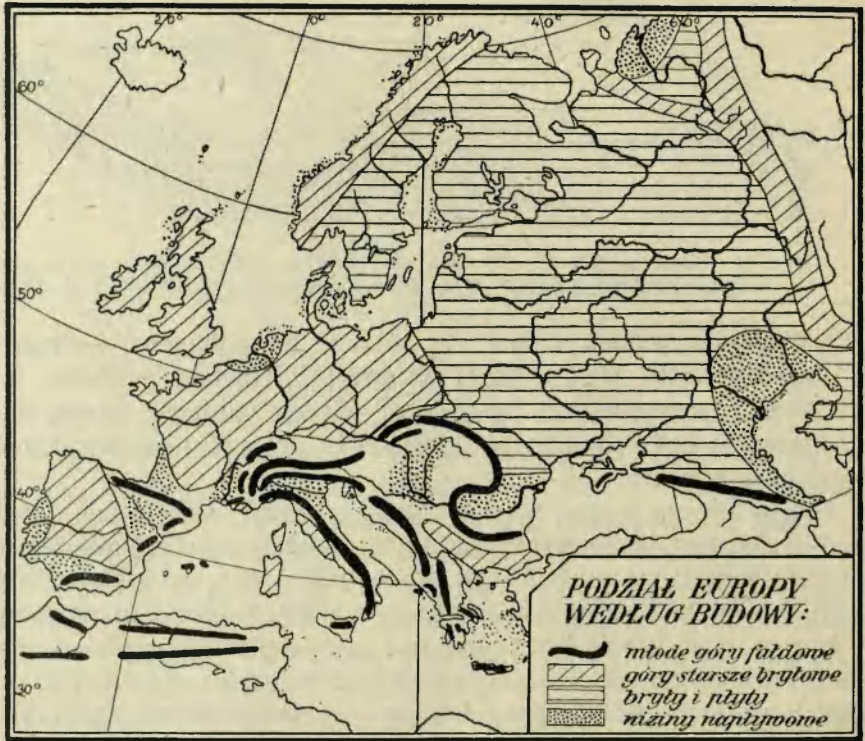 20° 0° 20° 40° 60°
60°
50°
40°
30°
PODZIAŁ EUROPY
WEDŁUG BUDOWY:
młode góry fałdowe
góry starsze bryłowe
bryły i płyty
niziny napływowe